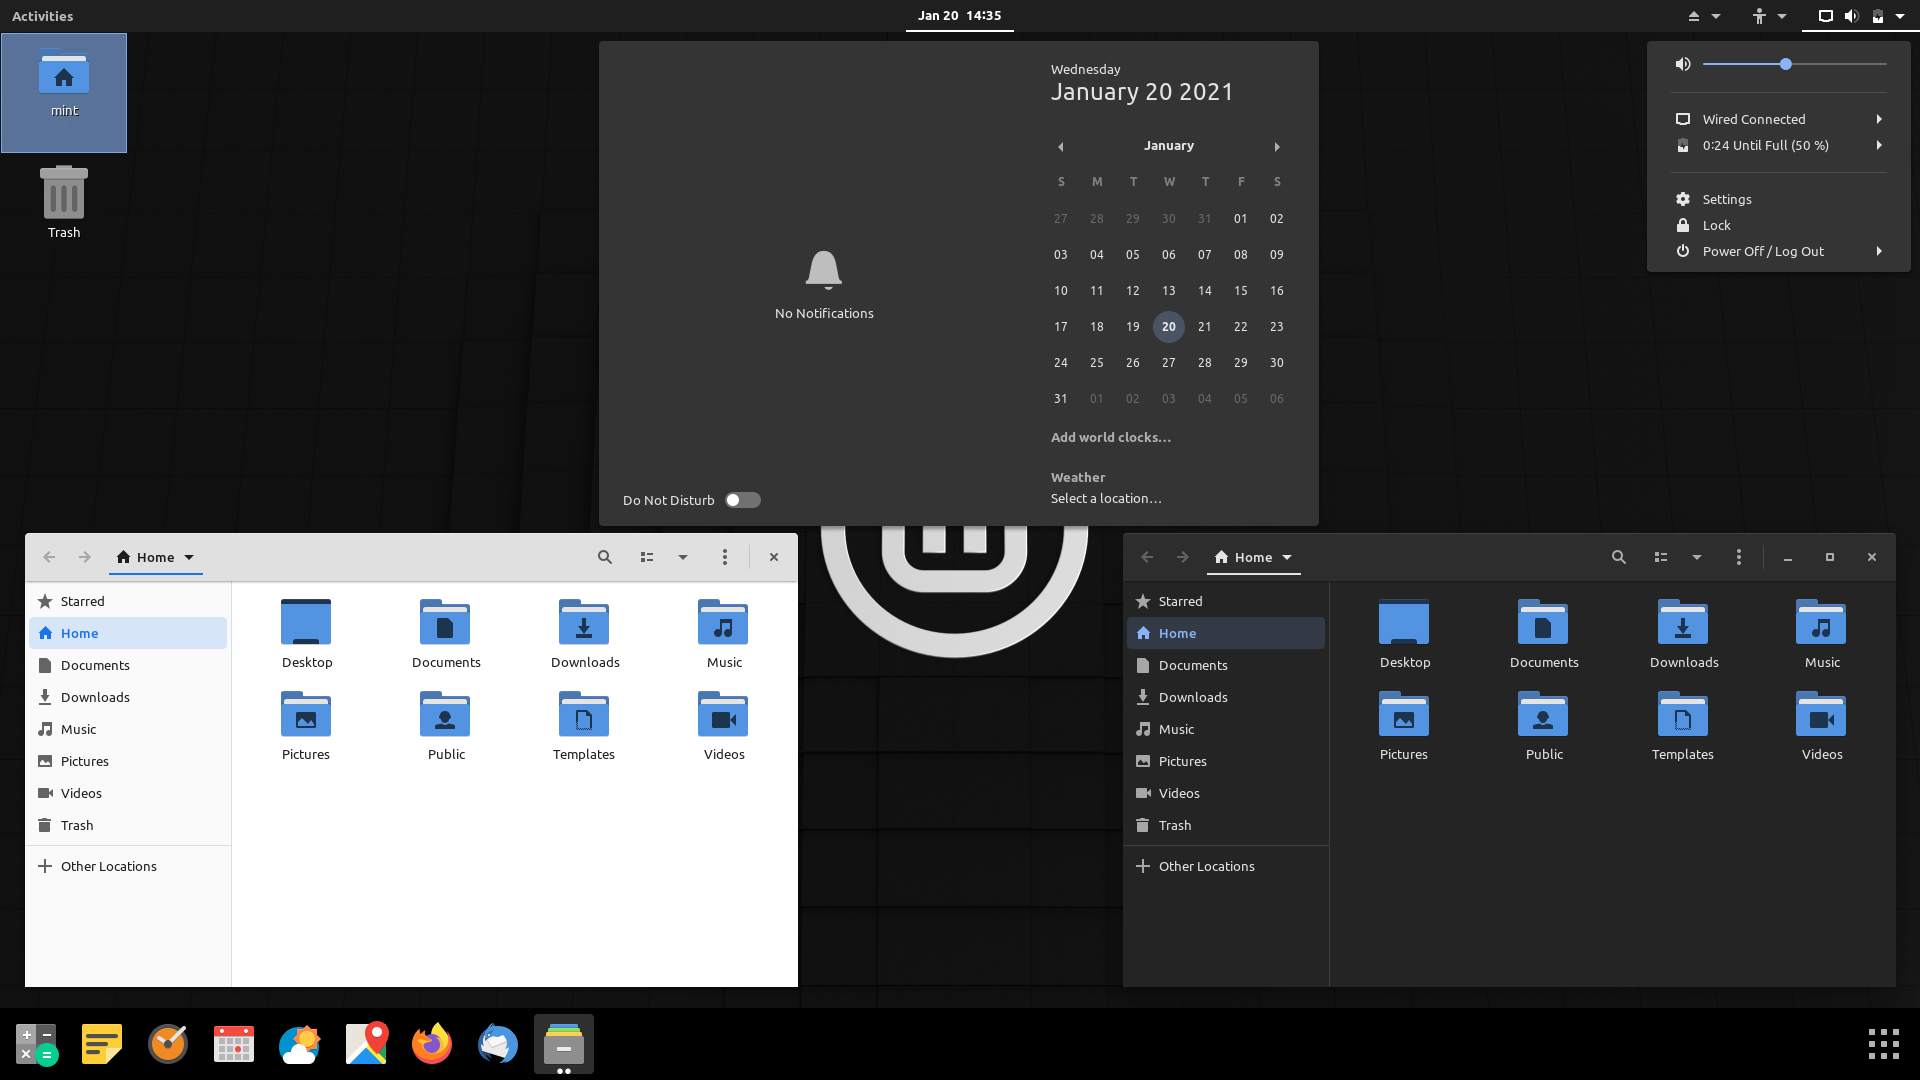 Activities
Jan 20 14:35
mint
Trash
No Notifications
Do Not Disturb
Wednesday
January 20 2021
January
S M T W T F S
27 28 29 30 31 01 02
03 04 05 06 07 08 09
10 11 12 13 14 15 16
17 18 19 20 21 22 23
24 25 26 27 28 29 30
31 01 02 03 04 05 06
Add world clocks...
Weather
Select a location...
Wired Connected
0:24 Until Full (50 %)
Settings
Lock
Power Off / Log Out
Home
Starred
Home
Documents
Downloads
Music
Pictures
Videos
Trash
Other Locations
Desktop Documents Downloads Music
Pictures Public Templates Videos
Home
Starred
Home
Documents
Downloads
Music
Pictures
Videos
Trash
Other Locations
Desktop Documents Downloads Music
Pictures Public Templates Videos